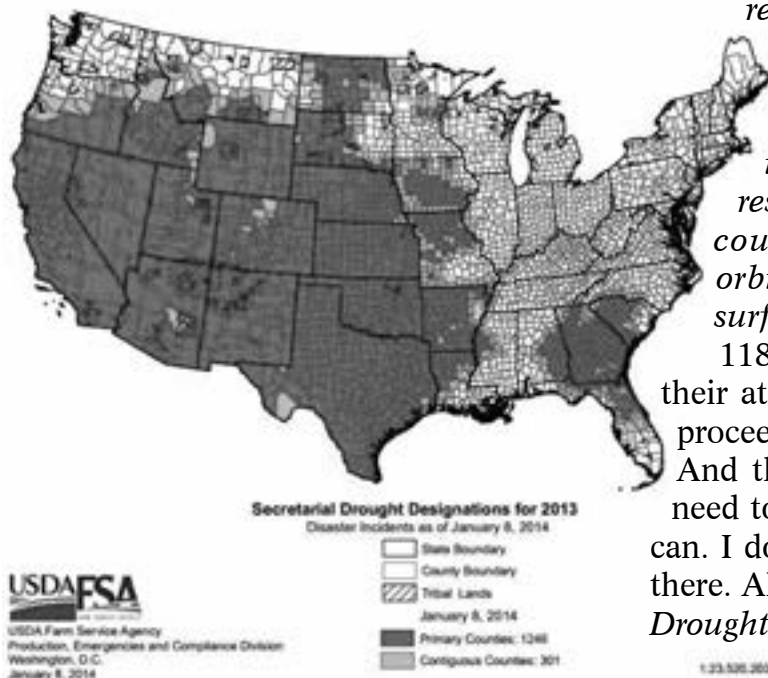 re
res
cou
orbi
surf
118
their at
proceed
And th
need to
can. I do
there. Al
Drought
Secretarial Drought Designations for 2013
Disaster Incidents as of January 8, 2014
State Boundary
County Boundary
Tribal Lands
January 8, 2014
Primary Counties: 1246
Contiguous Counties: 301
USDA FSA
USDA Farm Service Agency
Production, Emergencies and Compliance Division
Washington, D.C.
January 8, 2014